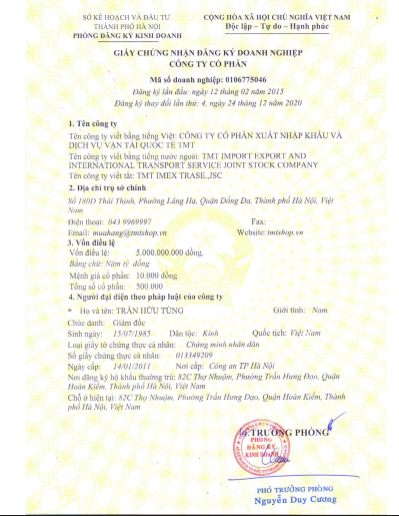 SỞ KẾ HOẠCH VÀ ĐẦU TƯ
THÀNH PHỐ HÀ NỘI
PHÒNG ĐĂNG KÝ KINH DOANH
CỘNG HÒA XÃ HỘI CHỦ NGHĨA VIỆT NAM
Độc lập – Tự do – Hạnh phúc
GIẤY CHỨNG NHẬN ĐĂNG KÝ DOANH NGHIỆP
CÔNG TY CỔ PHẦN
Mã số doanh nghiệp: 0106775046
Đăng ký lần đầu: ngày 12 tháng 02 năm 2015
Đăng ký thay đổi lần thứ: 4, ngày 24 tháng 12 năm 2020
1. Tên công ty
Tên công ty viết bằng tiếng Việt: CÔNG TY CỔ PHẦN XUẤT NHẬP KHẨU VÀ
DỊCH VỤ VẬN TẢI QUỐC TẾ TMT
Tên công ty viết bằng tiếng nước ngoài: TMT IMPORT EXPORT AND
INTERNATIONAL TRANSPORT SERVICE JOINT STOCK COMPANY
Tên công ty viết tắt: TMT IMEX TRASE.,JSC
2. Địa chỉ trụ sở chính
Số 180D Thái Thịnh, Phường Láng Hạ, Quận Đống Đa, Thành phố Hà Nội, Việt
Nam
Điện thoại: 043 9969997 Fax:
Email: muahang@tmtshop.vn Website: tmtshop.vn
3. Vốn điều lệ
Vốn điều lệ: 5.000.000.000 đồng.
Bằng chữ: Năm tỷ đồng
Mệnh giá cổ phần: 10.000 đồng
Tổng số cổ phần: 500.000
4. Người đại diện theo pháp luật của công ty
* Họ và tên: TRẦN HỮU TÙNG Giới tính: Nam
Chức danh: Giám đốc
Sinh ngày: 15/07/1985 Dân tộc: Kinh Quốc tịch: Việt Nam
Loại giấy tờ chứng thực cá nhân: Chứng minh nhân dân
Số giấy chứng thực cá nhân: 013349209
Ngày cấp: 14/01/2011 Nơi cấp: Công an TP Hà Nội
Nơi đăng ký hộ khẩu thường trú: 82C Thợ Nhuộm, Phường Trần Hưng Đạo, Quận
Hoàn Kiếm, Thành phố Hà Nội, Việt Nam
Chỗ ở hiện tại: 82C Thợ Nhuộm, Phường Trần Hưng Đạo, Quận Hoàn Kiếm, Thành
phố Hà Nội, Việt Nam
TRƯỞNG PHÒNG
PHÒNG
ĐĂNG KÝ
KINH DOANH
PHÓ TRƯỞNG PHÒNG
Nguyễn Duy Cương